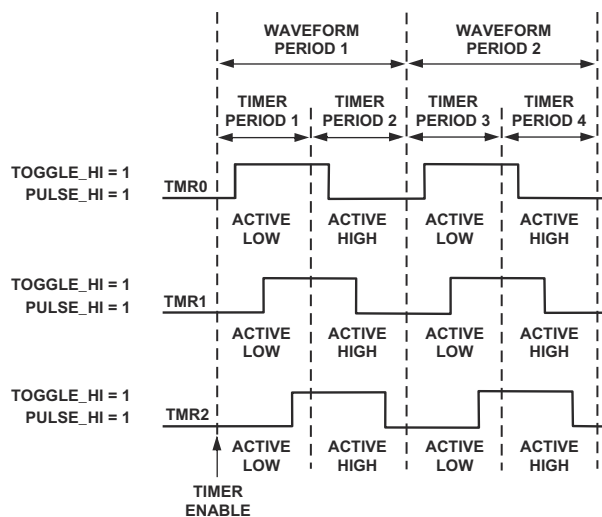 WAVEFORM WAVEFORM
PERIOD 1 PERIOD 2
TIMER TIMER TIMER TIMER
PERIOD 1 PERIOD 2 PERIOD 3 PERIOD 4
TOGGLE_HI = 1
PULSE_HI = 1 TMR0
ACTIVE ACTIVE ACTIVE ACTIVE
LOW HIGH LOW HIGH
TOGGLE_HI = 1
PULSE_HI = 1 TMR1
ACTIVE ACTIVE ACTIVE ACTIVE
LOW HIGH LOW HIGH
TOGGLE_HI = 1
PULSE_HI = 1 TMR2
ACTIVE ACTIVE ACTIVE ACTIVE
LOW HIGH LOW HIGH
TIMER
ENABLE